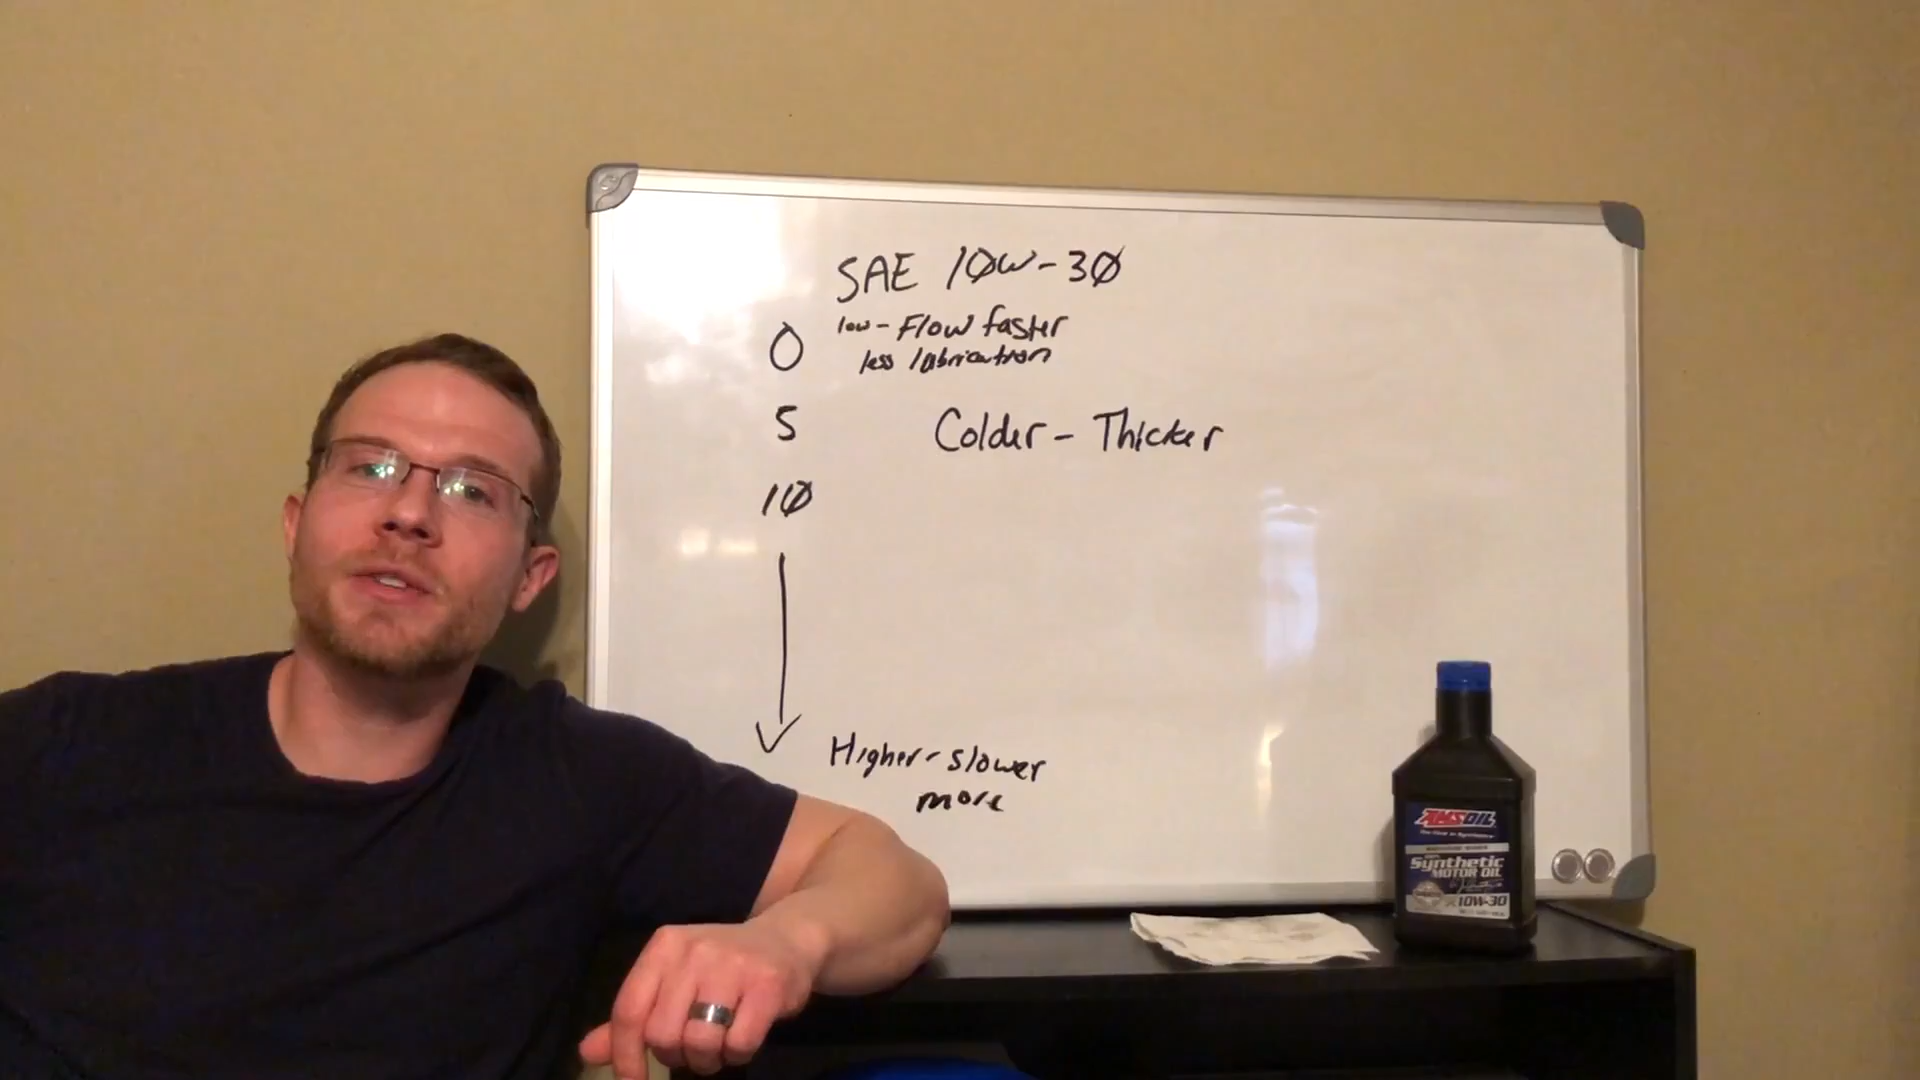 SAE 10W-30
0
low - Flow faster
less lubrication
5
Colder - Thicker
10
Higher - slower
more
AMSOIL
Synthetic
MOTOR OIL
10W-30